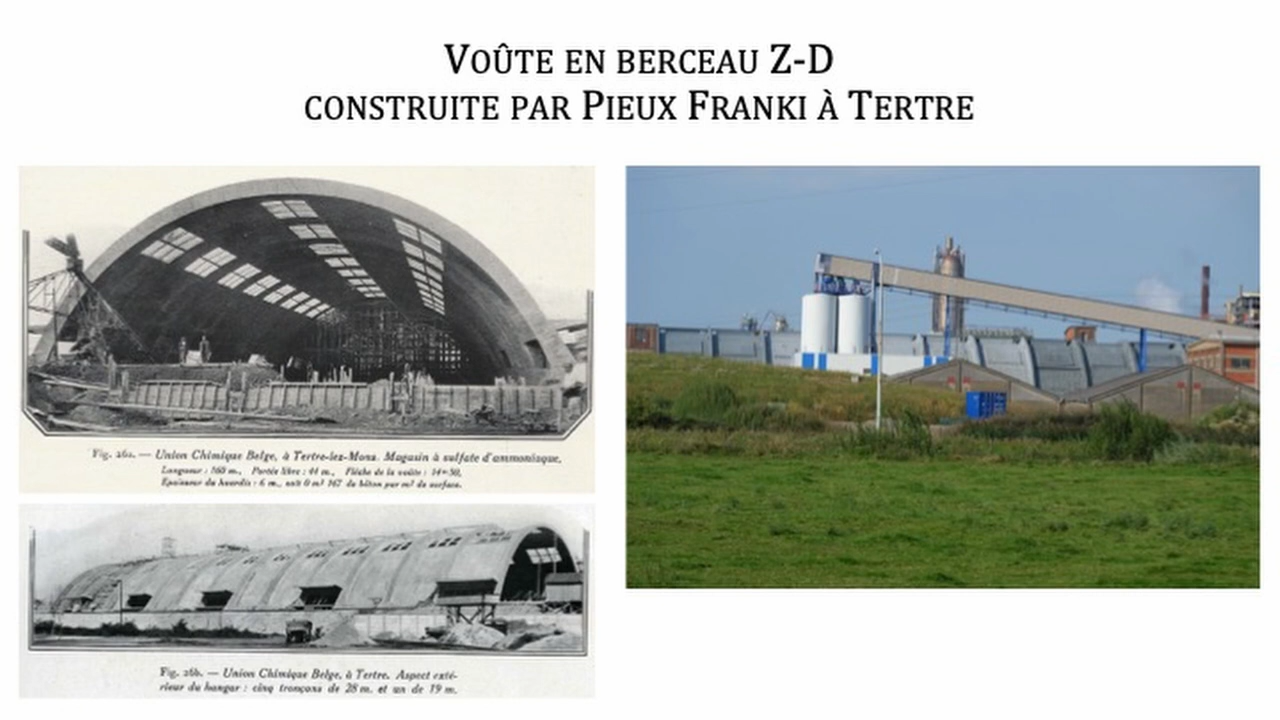 VOÛTE EN BERCEAU Z-D
CONSTRUITE PAR PIEUX FRANKI À TERTRE
Fig. 26a. — Union Chimique Belge, à Tertre-lez-Mons. Magasin à sulfate d'ammoniaque.
Longueur : 160 m., Portée libre : 44 m., Flèche de la voûte : 14m50,
Epaisseur du hourdis : 6 m., soit 0 m³ 167 de béton par m² de surface.
Fig. 26b. — Union Chimique Belge, à Tertre. Aspect exté-
rieur du hangar : cinq tronçons de 28 m. et un de 19 m.